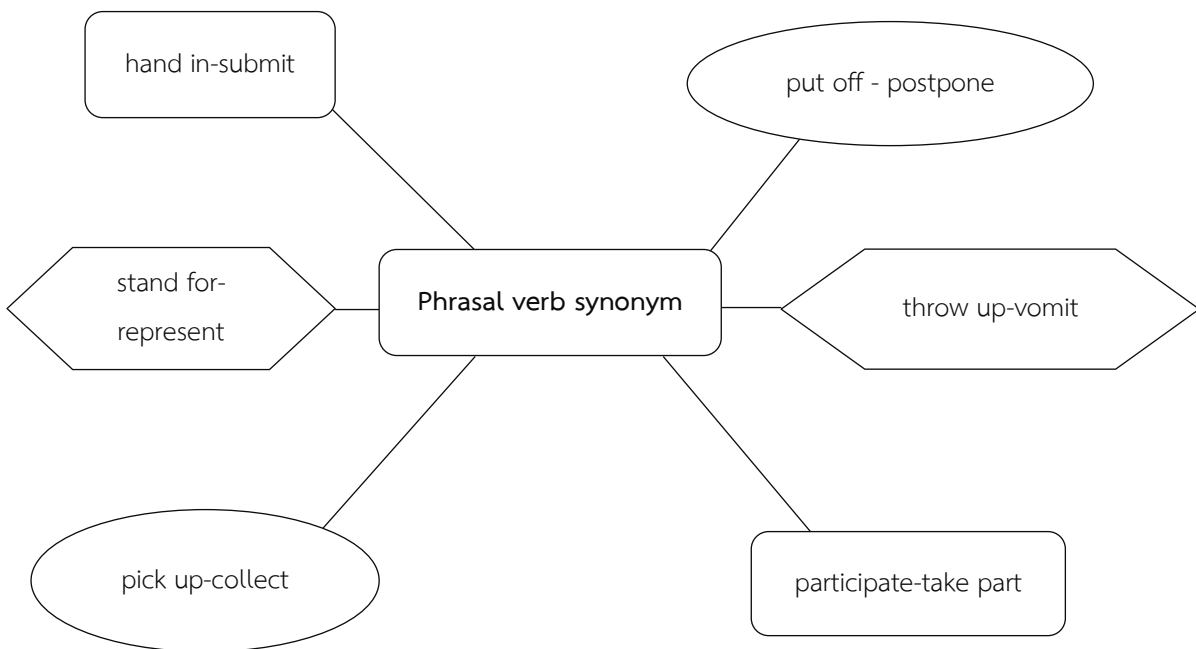 hand in-submit
put off - postpone
stand for-
represent
Phrasal verb synonym
throw up-vomit
pick up-collect
participate-take part